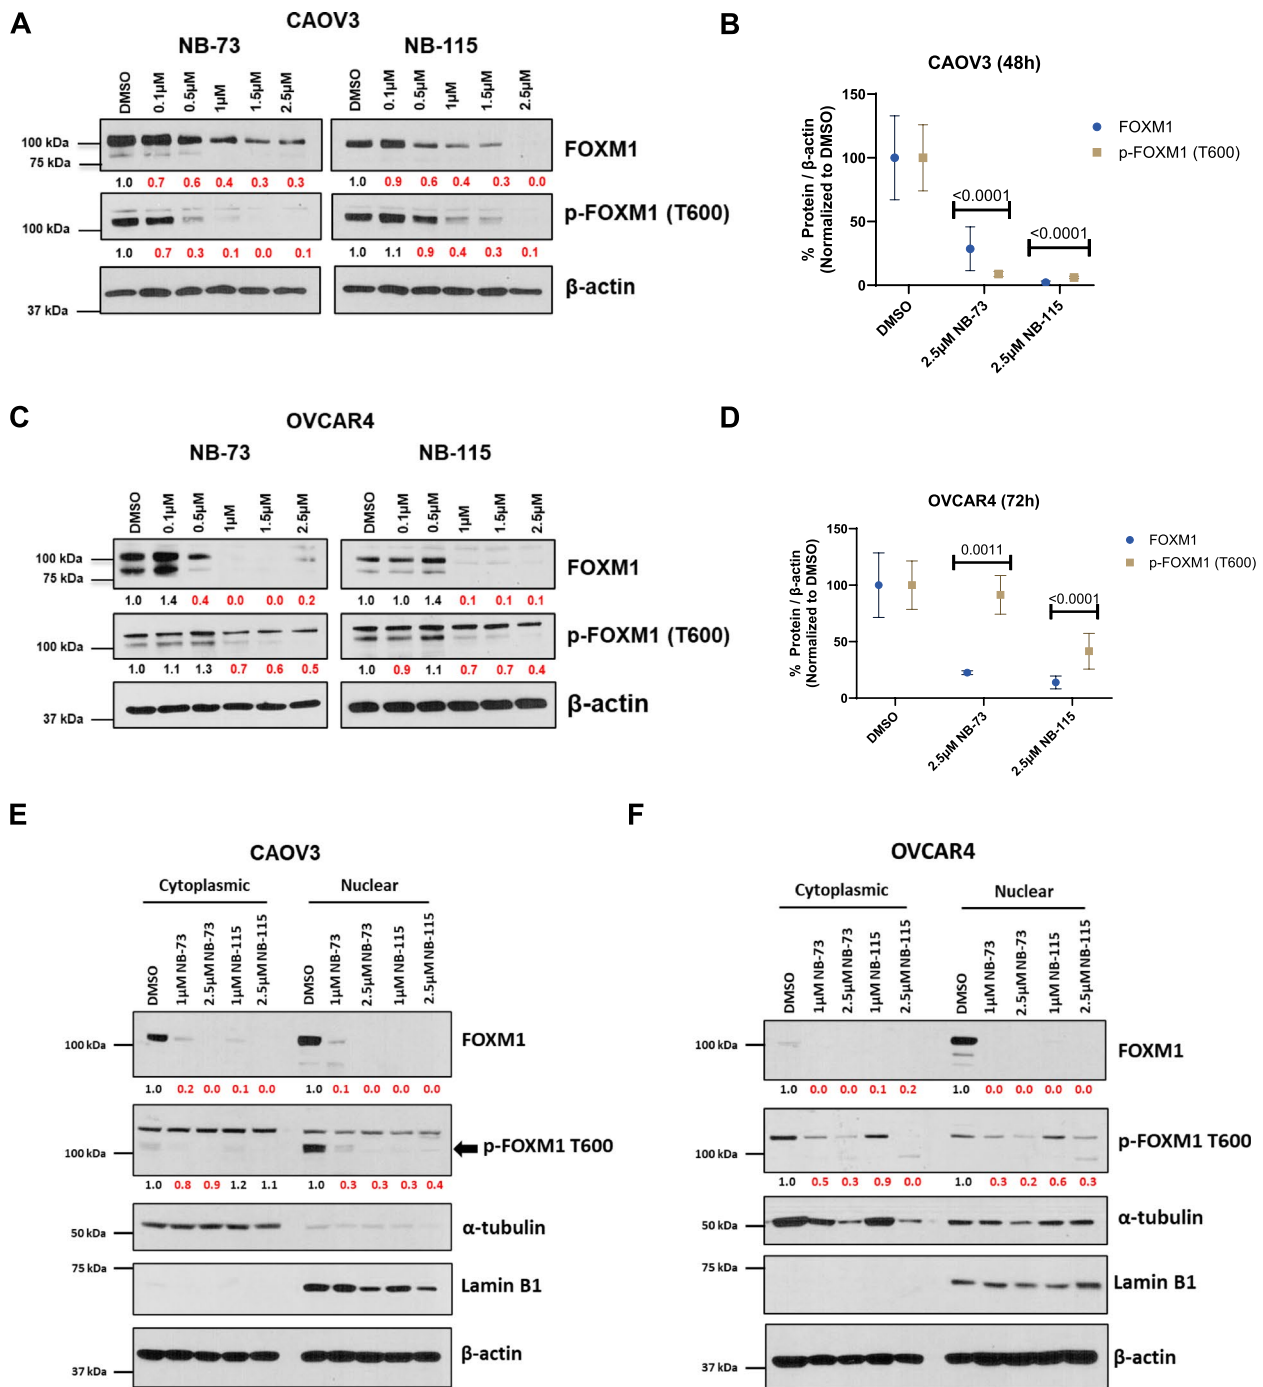 A
CAOV3
NB-73 NB-115
DMSO 0.1µM 0.5µM 1µM 1.5µM 2.5µM DMSO 0.1µM 0.5µM 1µM 1.5µM 2.5µM
100 kDa
75 kDa
FOXM1
1.0 0.7 0.6 0.4 0.3 0.3 1.0 0.9 0.6 0.4 0.3 0.0
100 kDa
p-FOXM1 (T600)
1.0 0.7 0.3 0.1 0.0 0.1 1.0 1.1 0.9 0.4 0.3 0.1
β-actin
37 kDa
B
CAOV3 (48h)
% Protein / β-actin
(Normalized to DMSO)
150
100
50
0
<0.0001
<0.0001
DMSO
2.5µM NB-73
2.5µM NB-115
FOXM1
p-FOXM1 (T600)
C
OVCAR4
NB-73 NB-115
DMSO 0.1µM 0.5µM 1µM 1.5µM 2.5µM DMSO 0.1µM 0.5µM 1µM 1.5µM 2.5µM
100 kDa
75 kDa
FOXM1
1.0 1.4 0.4 0.0 0.0 0.2 1.0 1.0 1.4 0.1 0.1 0.1
100 kDa
p-FOXM1 (T600)
1.0 1.1 1.3 0.7 0.6 0.5 1.0 0.9 1.1 0.7 0.7 0.4
β-actin
37 kDa
D
OVCAR4 (72h)
% Protein / β-actin
(Normalized to DMSO)
150
100
50
0
0.0011
<0.0001
DMSO
2.5µM NB-73
2.5µM NB-115
FOXM1
p-FOXM1 (T600)
E
CAOV3
Cytoplasmic Nuclear
DMSO 1µM NB-73 2.5µM NB-73 1µM NB-115 2.5µM NB-115 DMSO 1µM NB-73 2.5µM NB-73 1µM NB-115 2.5µM NB-115
100 kDa
FOXM1
1.0 0.2 0.0 0.1 0.0 1.0 0.1 0.0 0.0 0.0
100 kDa
p-FOXM1 T600
1.0 0.8 0.9 1.2 1.1 1.0 0.3 0.3 0.3 0.4
50 kDa
α-tubulin
75 kDa
Lamin B1
β-actin
37 kDa
F
OVCAR4
Cytoplasmic Nuclear
DMSO 1µM NB-73 2.5µM NB-73 1µM NB-115 2.5µM NB-115 DMSO 1µM NB-73 2.5µM NB-73 1µM NB-115 2.5µM NB-115
100 kDa
FOXM1
1.0 0.0 0.0 0.1 0.2 1.0 0.0 0.0 0.0 0.0
100 kDa
p-FOXM1 T600
1.0 0.5 0.3 0.9 0.0 1.0 0.3 0.2 0.6 0.3
50 kDa
α-tubulin
75 kDa
Lamin B1
37 kDa
β-actin